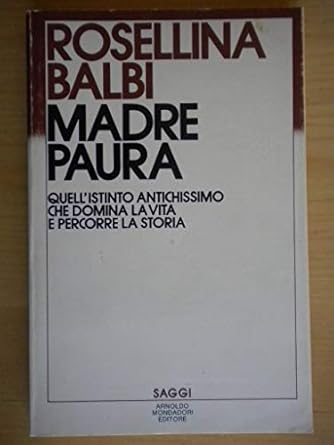 ROSELLINA
BALBI
MADRE
PAURA
QUELL'ISTINTO ANTICHISSIMO
CHE DOMINA LA VITA
E PERCORRE LA STORIA
SAGGI
ARNOLDO
MONDADORI
EDITORE